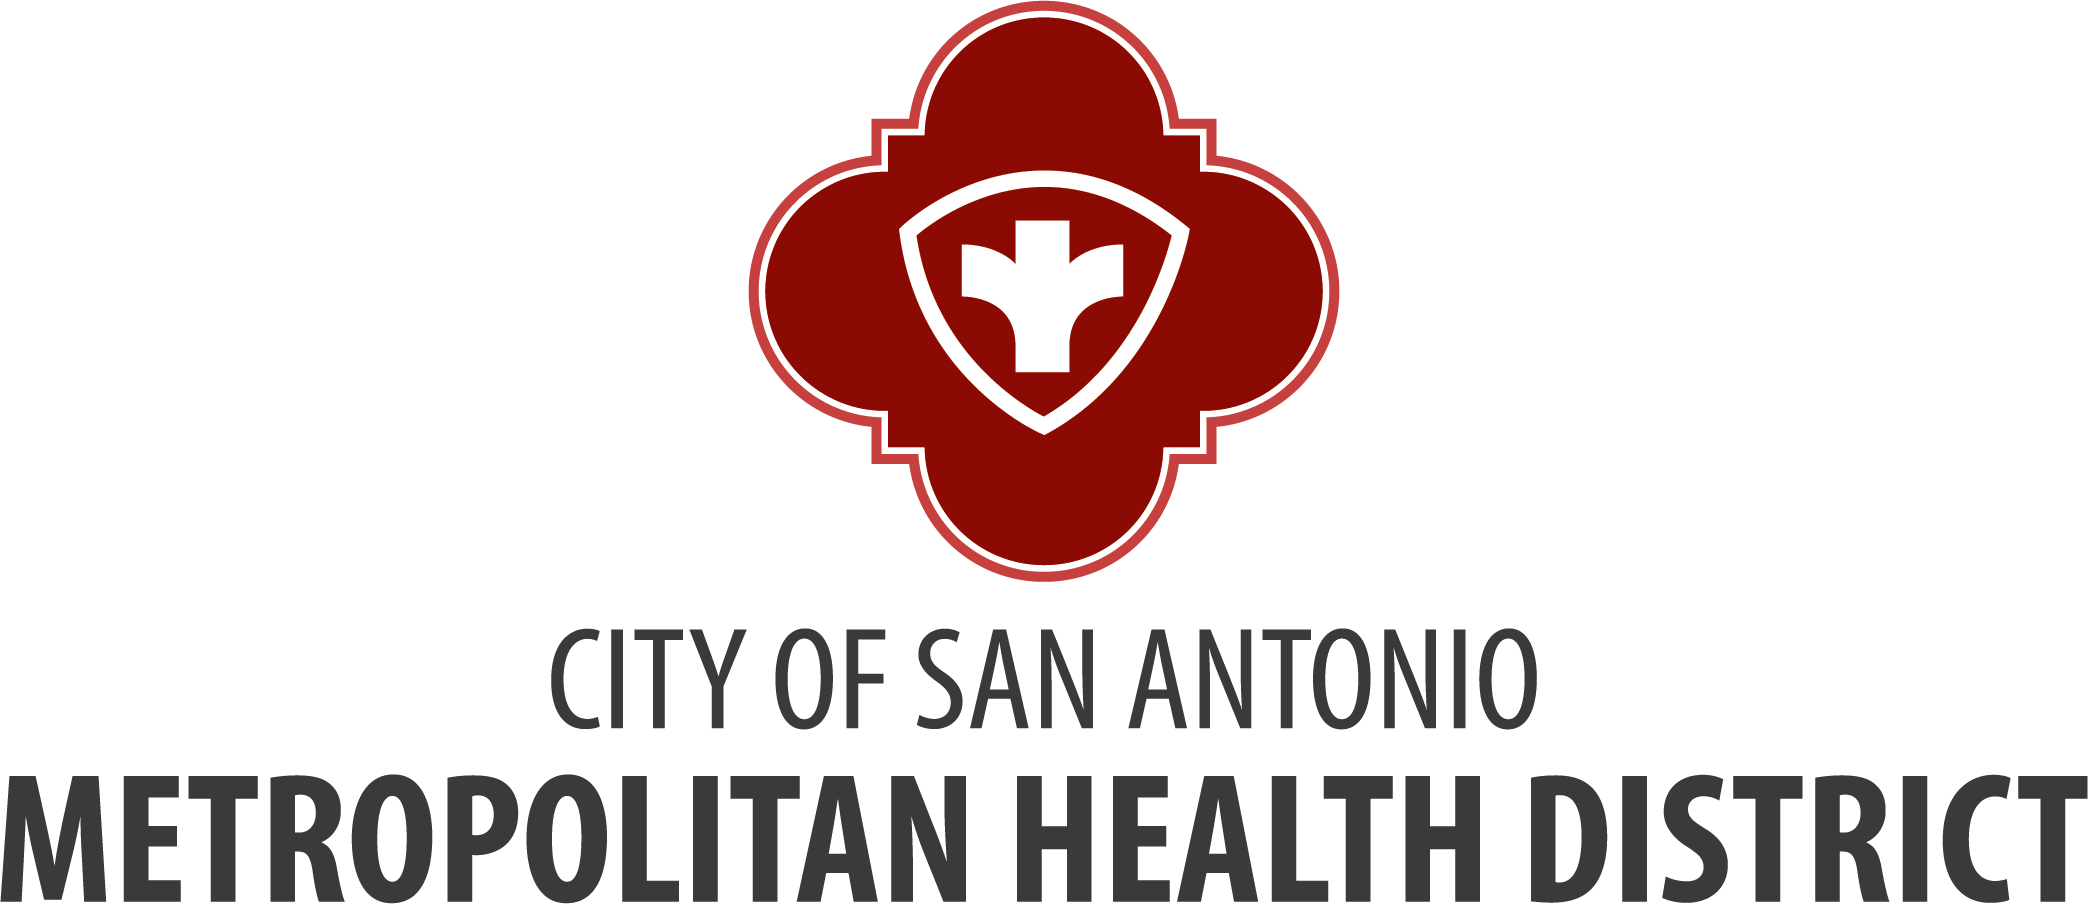 CITY OF SAN ANTONIO
METROPOLITAN HEALTH DISTRICT